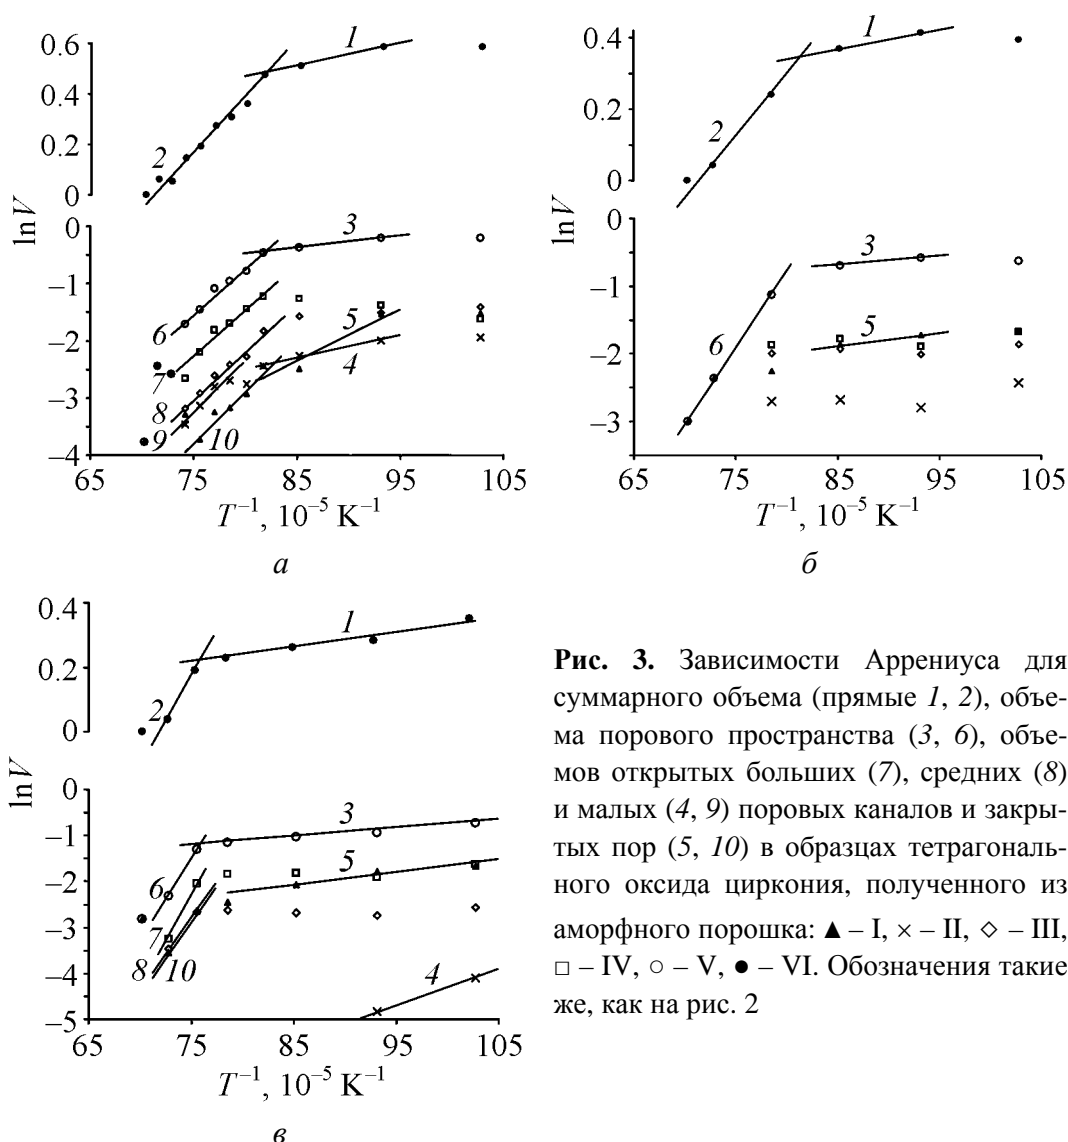 0.6
0.4
0.2
0
1
2
lnV
0
−1
−2
−3
−4
3
5
4
6
7
8
9
10
65 75 85 95 105
T⁻¹, 10⁻⁵ K⁻¹
а
0.4
0.2
0
1
2
lnV
0
−1
−2
−3
3
5
6
65 75 85 95 105
T⁻¹, 10⁻⁵ K⁻¹
б
0.4
0.2
0
1
2
lnV
0
−1
−2
−3
−4
−5
3
5
6
7
8
10
4
65 75 85 95 105
T⁻¹, 10⁻⁵ K⁻¹
в
Рис. 3. Зависимости Аррениуса для
суммарного объема (прямые 1, 2), объе-
ма порового пространства (3, 6), объе-
мов открытых больших (7), средних (8)
и малых (4, 9) поровых каналов и закры-
тых пор (5, 10) в образцах тетрагональ-
ного оксида циркония, полученного из
аморфного порошка: ▲ – I, × – II, ◇ – III,
□ – IV, ○ – V, ● – VI. Обозначения такие
же, как на рис. 2